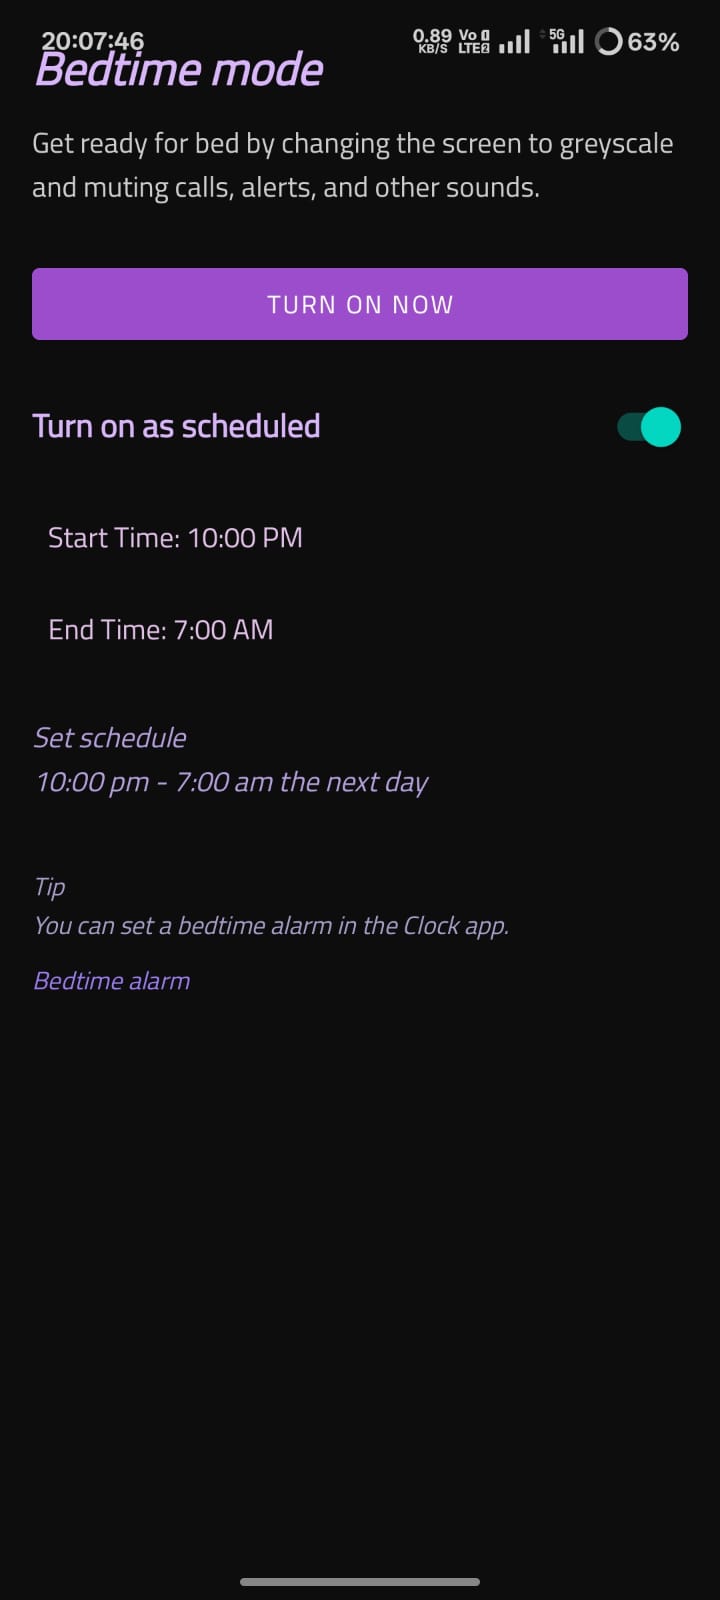 20:07:46
0.89 KB/S Vo LTE 5G 63%
Bedtime mode
Get ready for bed by changing the screen to greyscale
and muting calls, alerts, and other sounds.
TURN ON NOW
Turn on as scheduled
Start Time: 10:00 PM
End Time: 7:00 AM
Set schedule
10:00 pm - 7:00 am the next day
Tip
You can set a bedtime alarm in the Clock app.
Bedtime alarm